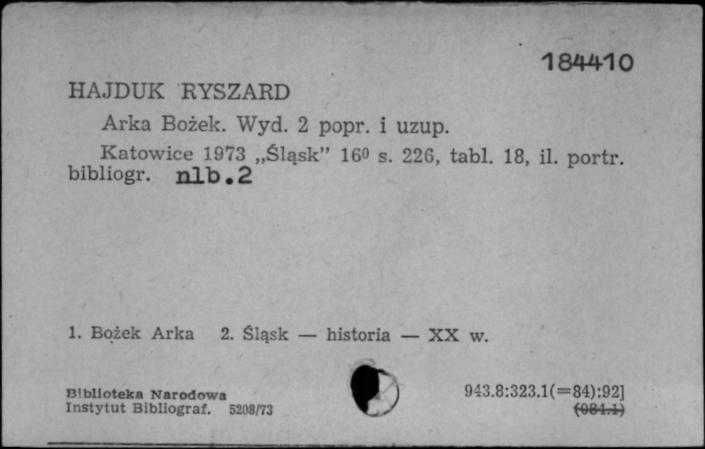 184410
HAJDUK RYSZARD
Arka Bożek. Wyd. 2 popr. i uzup.
Katowice 1973 „Śląsk” 16⁰ s. 226, tabl. 18, il. portr.
bibliogr. nlb.2
1. Bożek Arka 2. Śląsk — historia — XX w.
Biblioteka Narodowa
Instytut Bibliograf. 5208/73
943.8:323.1(=84):92]
(084.1)